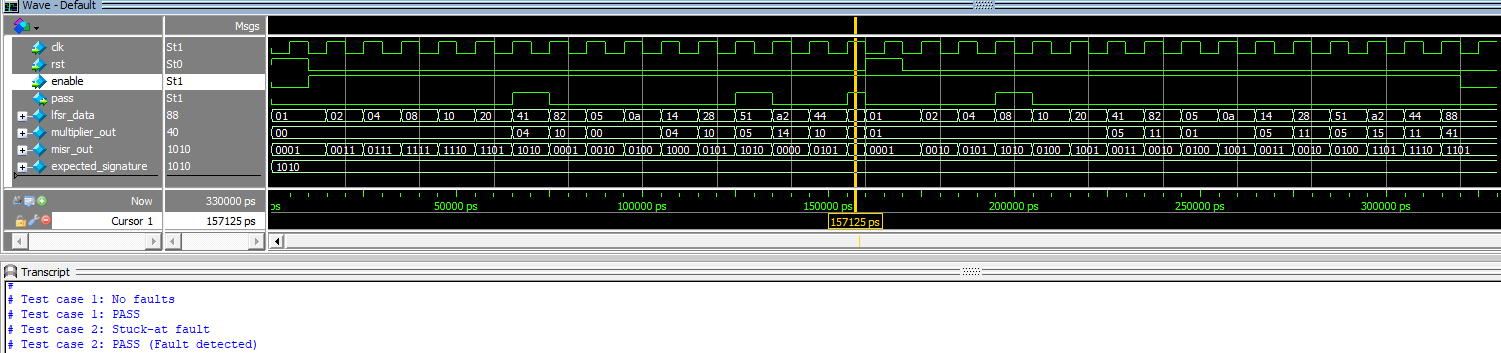 Wave - Default
Msgs
clk St1
rst St0
enable St1
pass St1
lfsr_data 88 01 02 04 08 10 20 41 82 05 0a 14 28 51 a2 44 01 02 04 08 10 20 41 82 05 0a 14 28 51 a2 44 88
multiplier_out 40 00 04 10 00 04 10 05 14 10 01 05 11 01 05 11 05 15 11 41
misr_out 1010 0001 0011 0111 1111 1110 1101 1010 0001 0010 0100 1000 0101 1010 0000 0101 0001 0010 0101 1010 0100 1001 0011 0110 0100 1001 0011 0010 0100 1101 1110 1101
expected_signature 1010 1010
Now 330000 ps ps 50000 ps 100000 ps 150000 ps 200000 ps 250000 ps 300000 ps
Cursor 1 157125 ps 157125 ps
Transcript
#
# Test case 1: No faults
# Test case 1: PASS
# Test case 2: Stuck-at fault
# Test case 2: PASS (Fault detected)